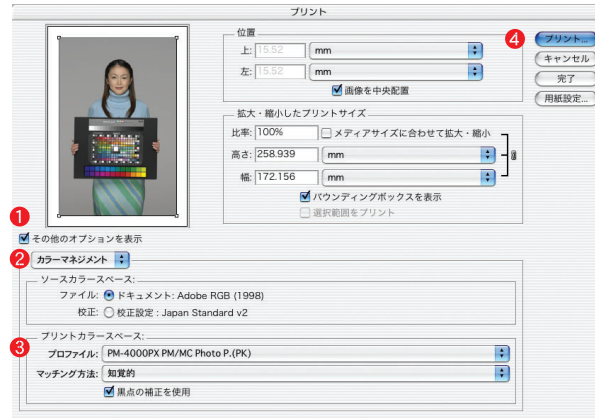 プリント
位置
上: 15.52 mm
左: 15.52 mm
画像を中央配置
拡大・縮小したプリントサイズ
比率: 100% メディアサイズに合わせて拡大・縮小
高さ: 258.939 mm
幅: 172.156 mm
バウンディングボックスを表示
選択範囲をプリント
4 プリント...
キャンセル
完了
用紙設定...
1
その他のオプションを表示
2 カラーマネジメント
ソースカラースペース:
ファイル: ドキュメント: Adobe RGB (1998)
校正: 校正設定 : Japan Standard v2
3 プリントカラースペース:
プロファイル: PM-4000PX PM/MC Photo P.(PK)
マッチング方法: 知覚的
黒点の補正を使用